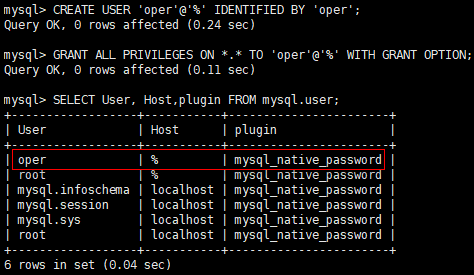 mysql> CREATE USER 'oper'@'%' IDENTIFIED BY 'oper';
Query OK, 0 rows affected (0.24 sec)
mysql> GRANT ALL PRIVILEGES ON *.* TO 'oper'@'%' WITH GRANT OPTION;
Query OK, 0 rows affected (0.11 sec)
mysql> SELECT User, Host,plugin FROM mysql.user;
+------------------+-----------+-----------------------+
| User             | Host      | plugin                |
+------------------+-----------+-----------------------+
| oper             | %         | mysql_native_password |
| root             | %         | mysql_native_password |
| mysql.infoschema | localhost | mysql_native_password |
| mysql.session    | localhost | mysql_native_password |
| mysql.sys        | localhost | mysql_native_password |
| root             | localhost | mysql_native_password |
+------------------+-----------+-----------------------+
6 rows in set (0.04 sec)